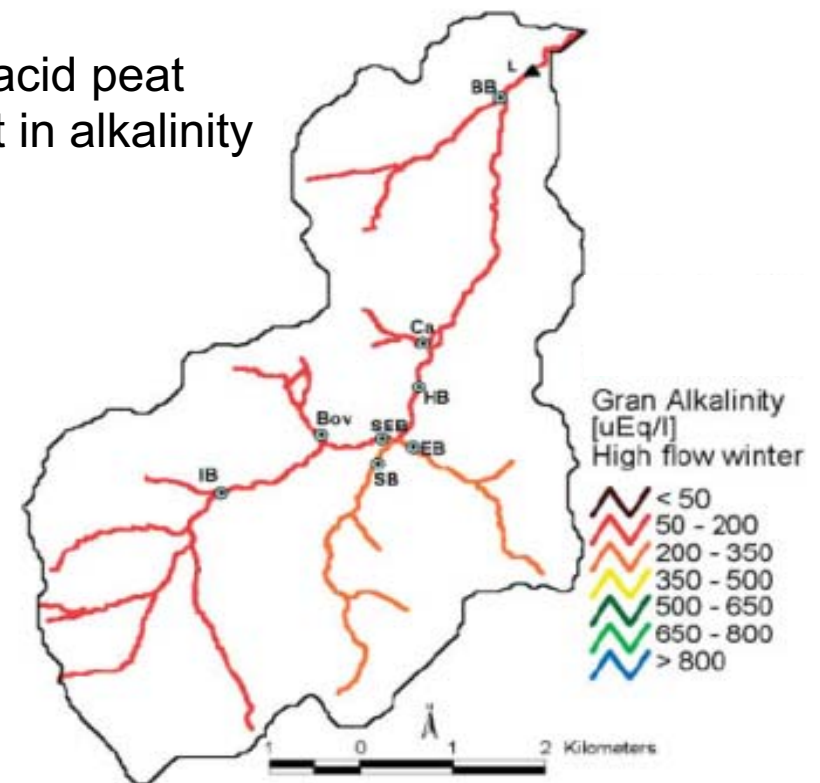 acid peat
t in alkalinity
L
BB
Ca
HB
Bov
SEB
EB
SB
IB
Gran Alkalinity
[uEq/l]
High flow winter
< 50
50 - 200
200 - 350
350 - 500
500 - 650
650 - 800
> 800
1 0 1 2 Kilometers